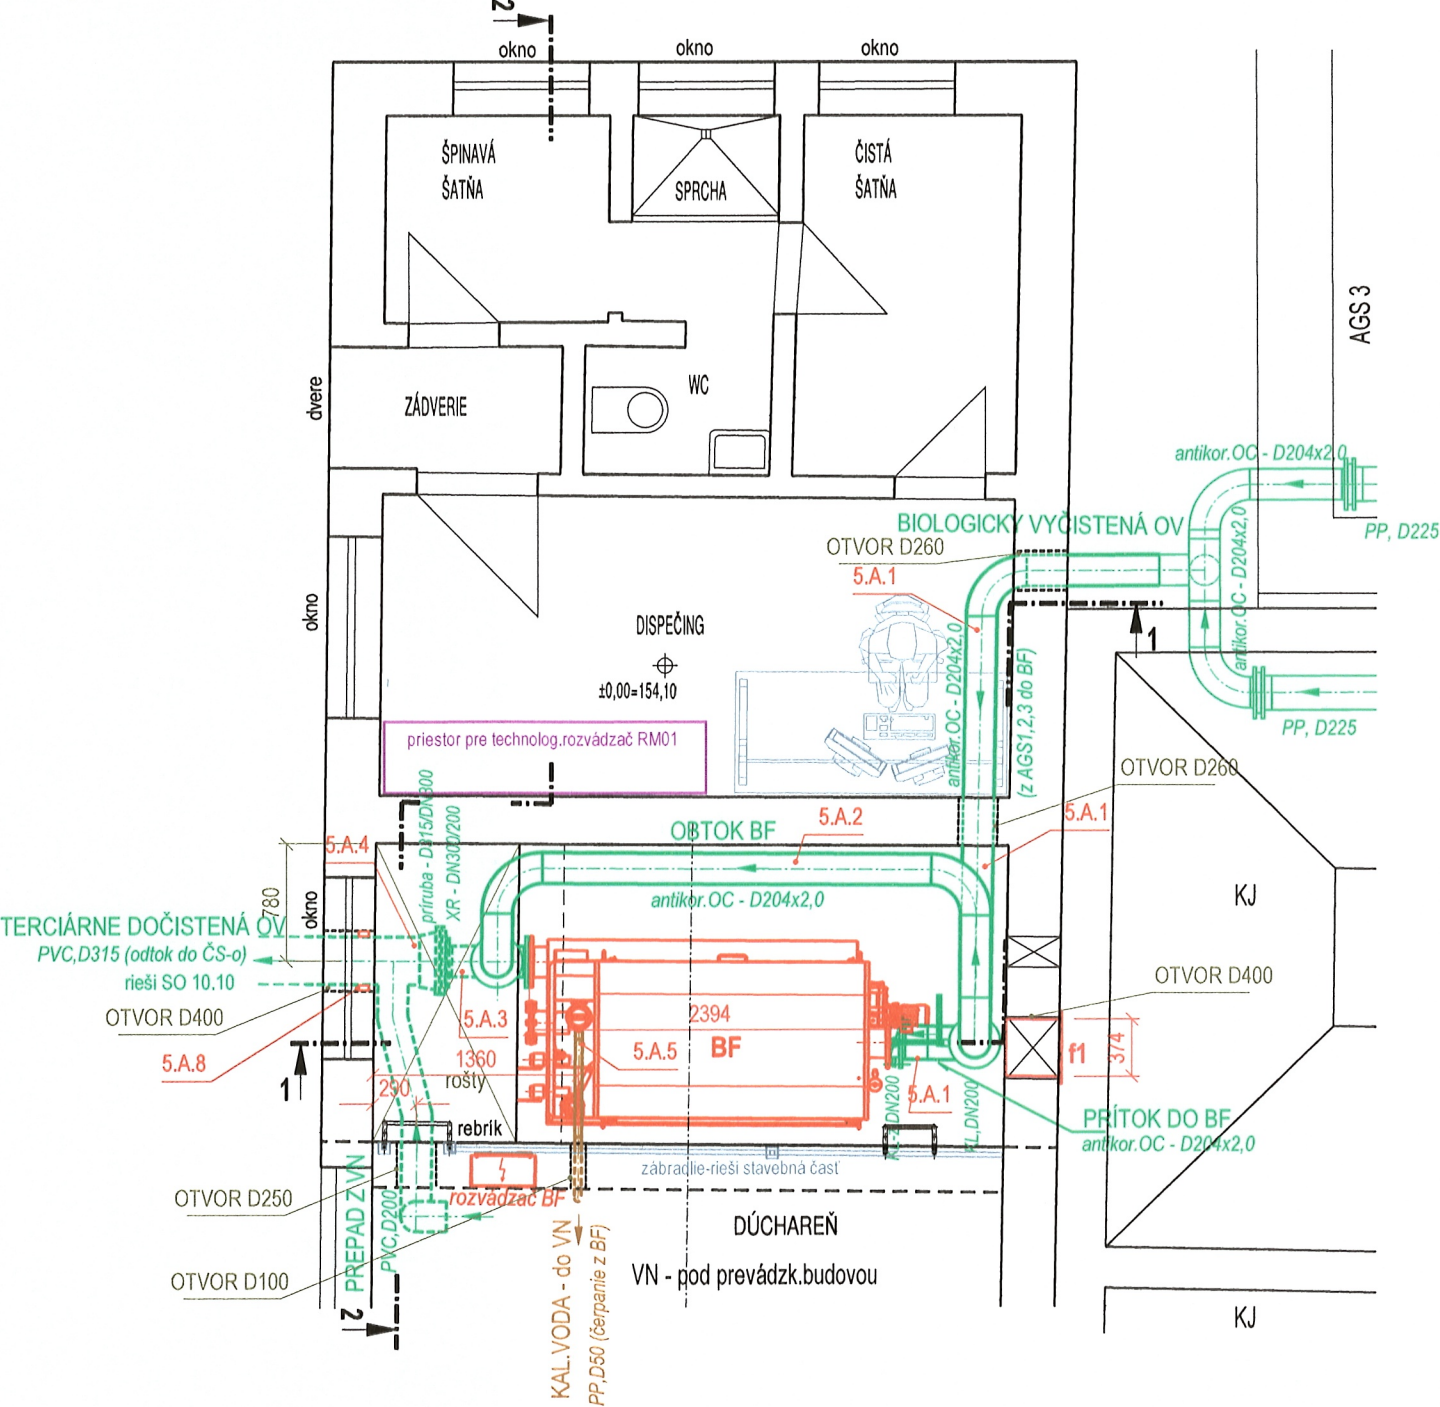 2
okno
okno
okno
ŠPINAVÁ
ŠATŇA
SPRCHA
ČISTÁ
ŠATŇA
AGS 3
dvere
ZÁDVERIE
WC
antikor.OC - D204x2,0
PP, D225
BIOLOGICKY VYČISTENÁ OV
OTVOR D260
5.A.1
antikor.OC - D204x2,0
okno
DISPEČING
±0,00=154,10
antikor.OC - D204x2,0
(z AGS1,2,3 do BF)
1
PP, D225
priestor pre technolog.rozvádzač RM01
OTVOR D260
5.A.1
príruba - D315/DN300
XR - DN300/200
OBTOK BF
5.A.2
5.A.4
780
antikor.OC - D204x2,0
KJ
okno
TERCIÁRNE DOČISTENÁ OV
PVC,D315 (odtok do ČS-o)
rieši SO 10.10
OTVOR D400
OTVOR D400
5.A.3
2394
BF
5.A.5
f1
374
5.A.8
1360
rošty
1
290
5.A.1
PRÍTOK DO BF
antikor.OC - D204x2,0
rebrík
zábradlie-rieši stavebná časť
OTVOR D250
rozvádzač BF
PREPAD Z VN
PVC,D200
DÚCHAREŇ
VN - pod prevádzk.budovou
OTVOR D100
KAL.VODA - do VN
PP,D50 (čerpanie z BF)
2
KJ